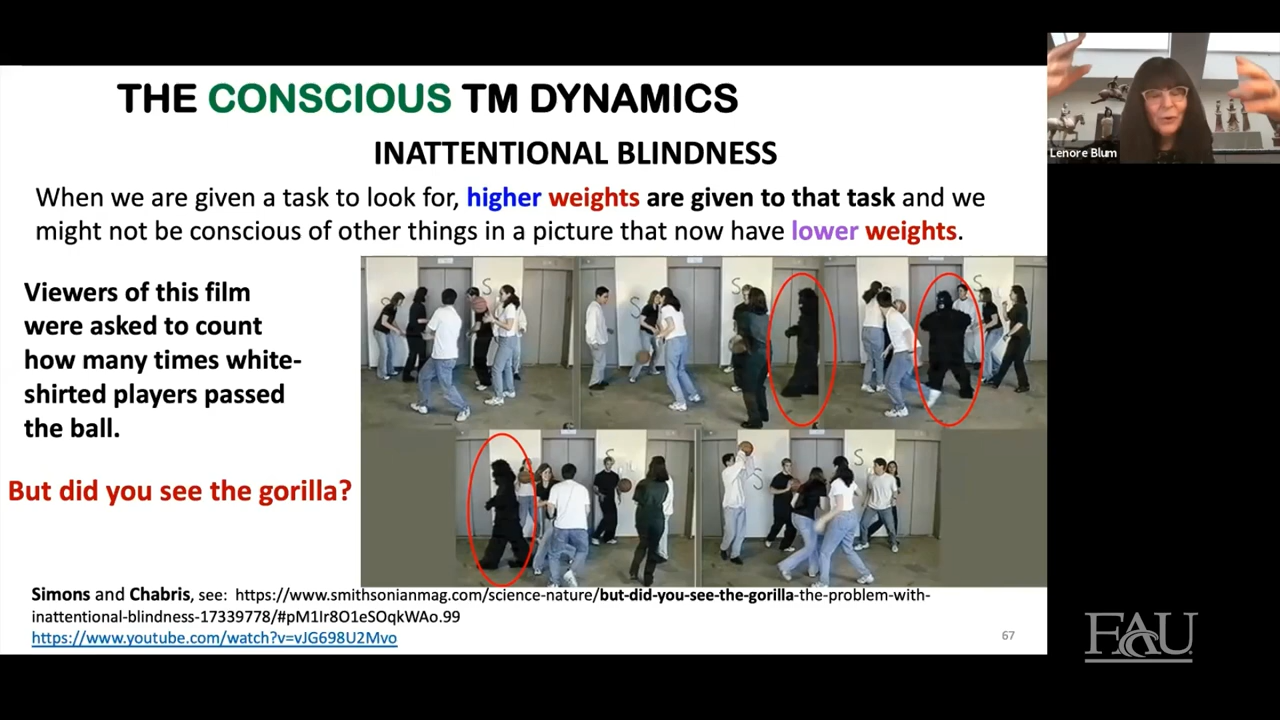 THE CONSCIOUS TM DYNAMICS
INATTENTIONAL BLINDNESS
When we are given a task to look for, higher weights are given to that task and we
might not be conscious of other things in a picture that now have lower weights.
Viewers of this film
were asked to count
how many times white-
shirted players passed
the ball.
But did you see the gorilla?
S
S
S
S
S
S
S
S
Simons and Chabris, see: https://www.smithsonianmag.com/science-nature/but-did-you-see-the-gorilla-the-problem-with-
inattentional-blindness-17339778/#pM1Ir8O1eSOqkWAo.99
https://www.youtube.com/watch?v=vJG698U2Mvo
67
Lenore Blum
FAU